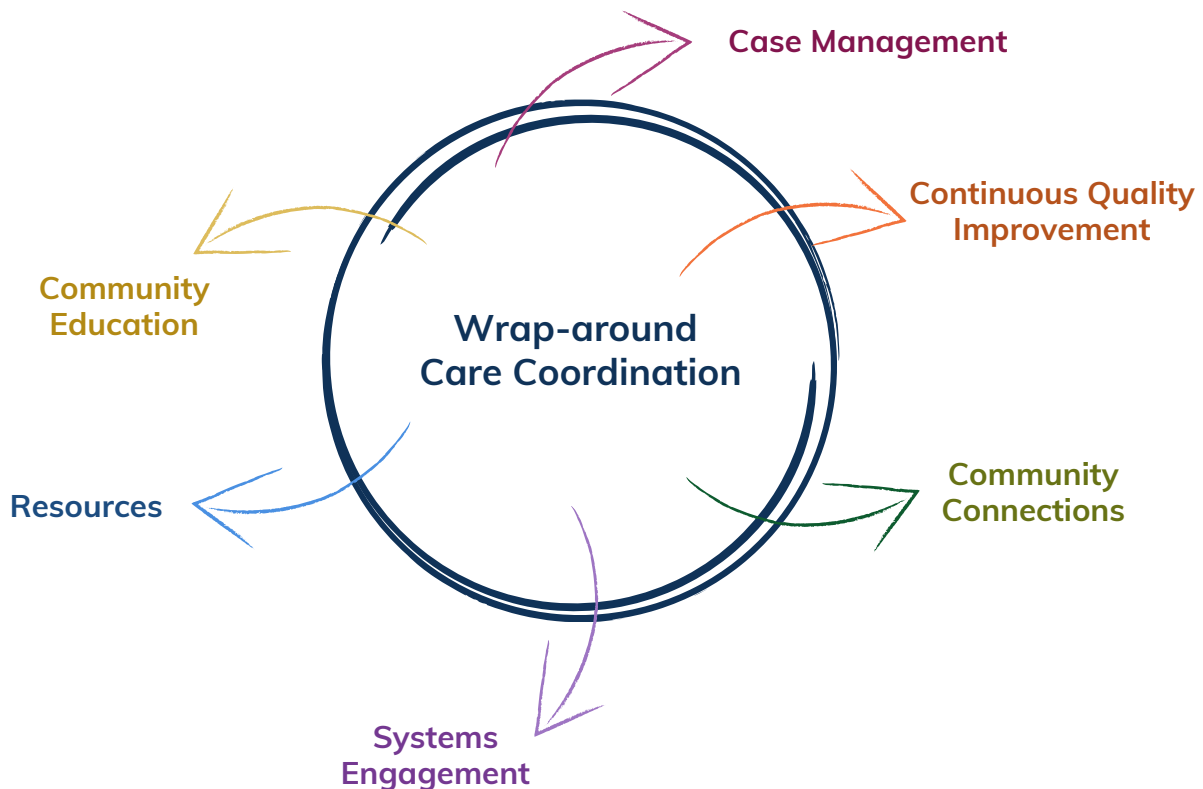 Case Management
Continuous Quality
Improvement
Community
Education
Wrap-around
Care Coordination
Community
Connections
Resources
Systems
Engagement